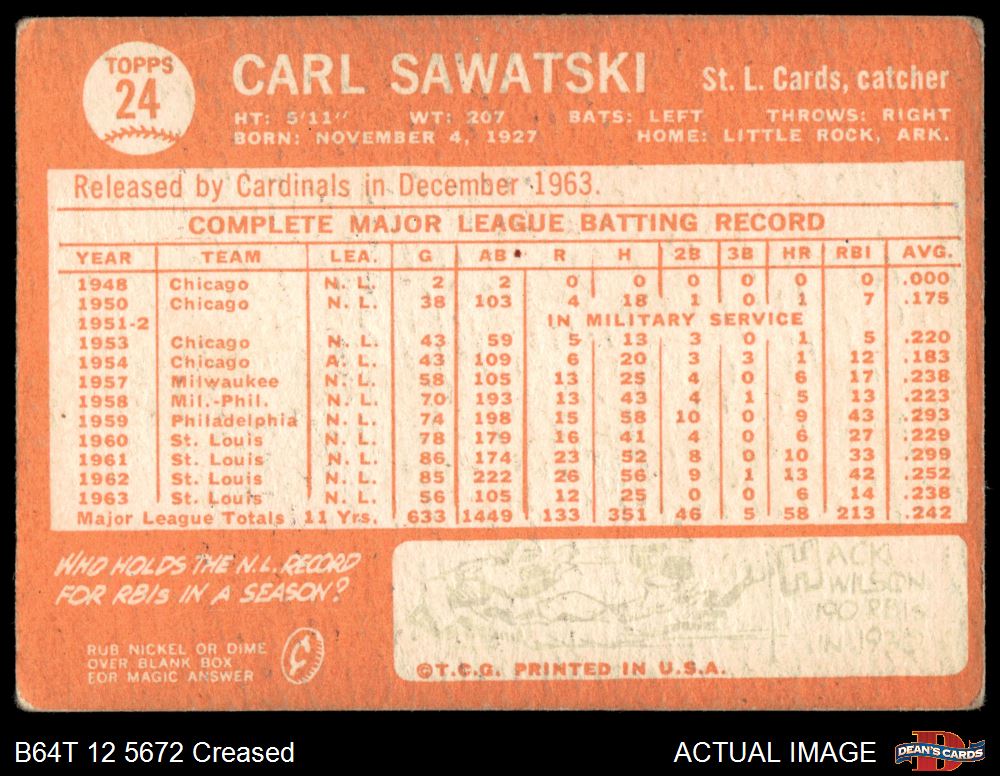 TOPPS
24
CARL SAWATSKI
St. L. Cards, catcher
HT: 5'11" WT: 207 BATS: LEFT THROWS: RIGHT
BORN: NOVEMBER 4, 1927 HOME: LITTLE ROCK, ARK.
Released by Cardinals in December 1963.
COMPLETE MAJOR LEAGUE BATTING RECORD
YEAR TEAM LEA. G AB R H 2B 3B HR RBI AVG.
1948 Chicago N. L. 2 2 0 0 0 0 0 0 .000
1950 Chicago N. L. 38 103 4 18 1 0 1 7 .175
1951-2 IN MILITARY SERVICE
1953 Chicago N. L. 43 59 5 13 3 0 1 5 .220
1954 Chicago A. L. 43 109 6 20 3 3 1 12 .183
1957 Milwaukee N. L. 58 105 13 25 4 0 6 17 .238
1958 Mil.-Phil. N. L. 70 193 13 43 4 1 5 13 .223
1959 Philadelphia N. L. 74 198 15 58 10 0 9 43 .293
1960 St. Louis N. L. 78 179 16 41 4 0 6 27 .229
1961 St. Louis N. L. 86 174 23 52 8 0 10 33 .299
1962 St. Louis N. L. 85 222 26 56 9 1 13 42 .252
1963 St. Louis N. L. 56 105 12 25 0 0 6 14 .238
Major League Totals 11 Yrs. 633 1449 133 351 46 5 58 213 .242
WHO HOLDS THE N.L. RECORD
FOR RBIs IN A SEASON?
RUB NICKEL OR DIME
OVER BLANK BOX
FOR MAGIC ANSWER
ACK
WILSON
190 RBIs
IN
©T.C.G. PRINTED IN U.S.A.
B64T 12 5672 Creased
ACTUAL IMAGE
DEAN'S CARDS